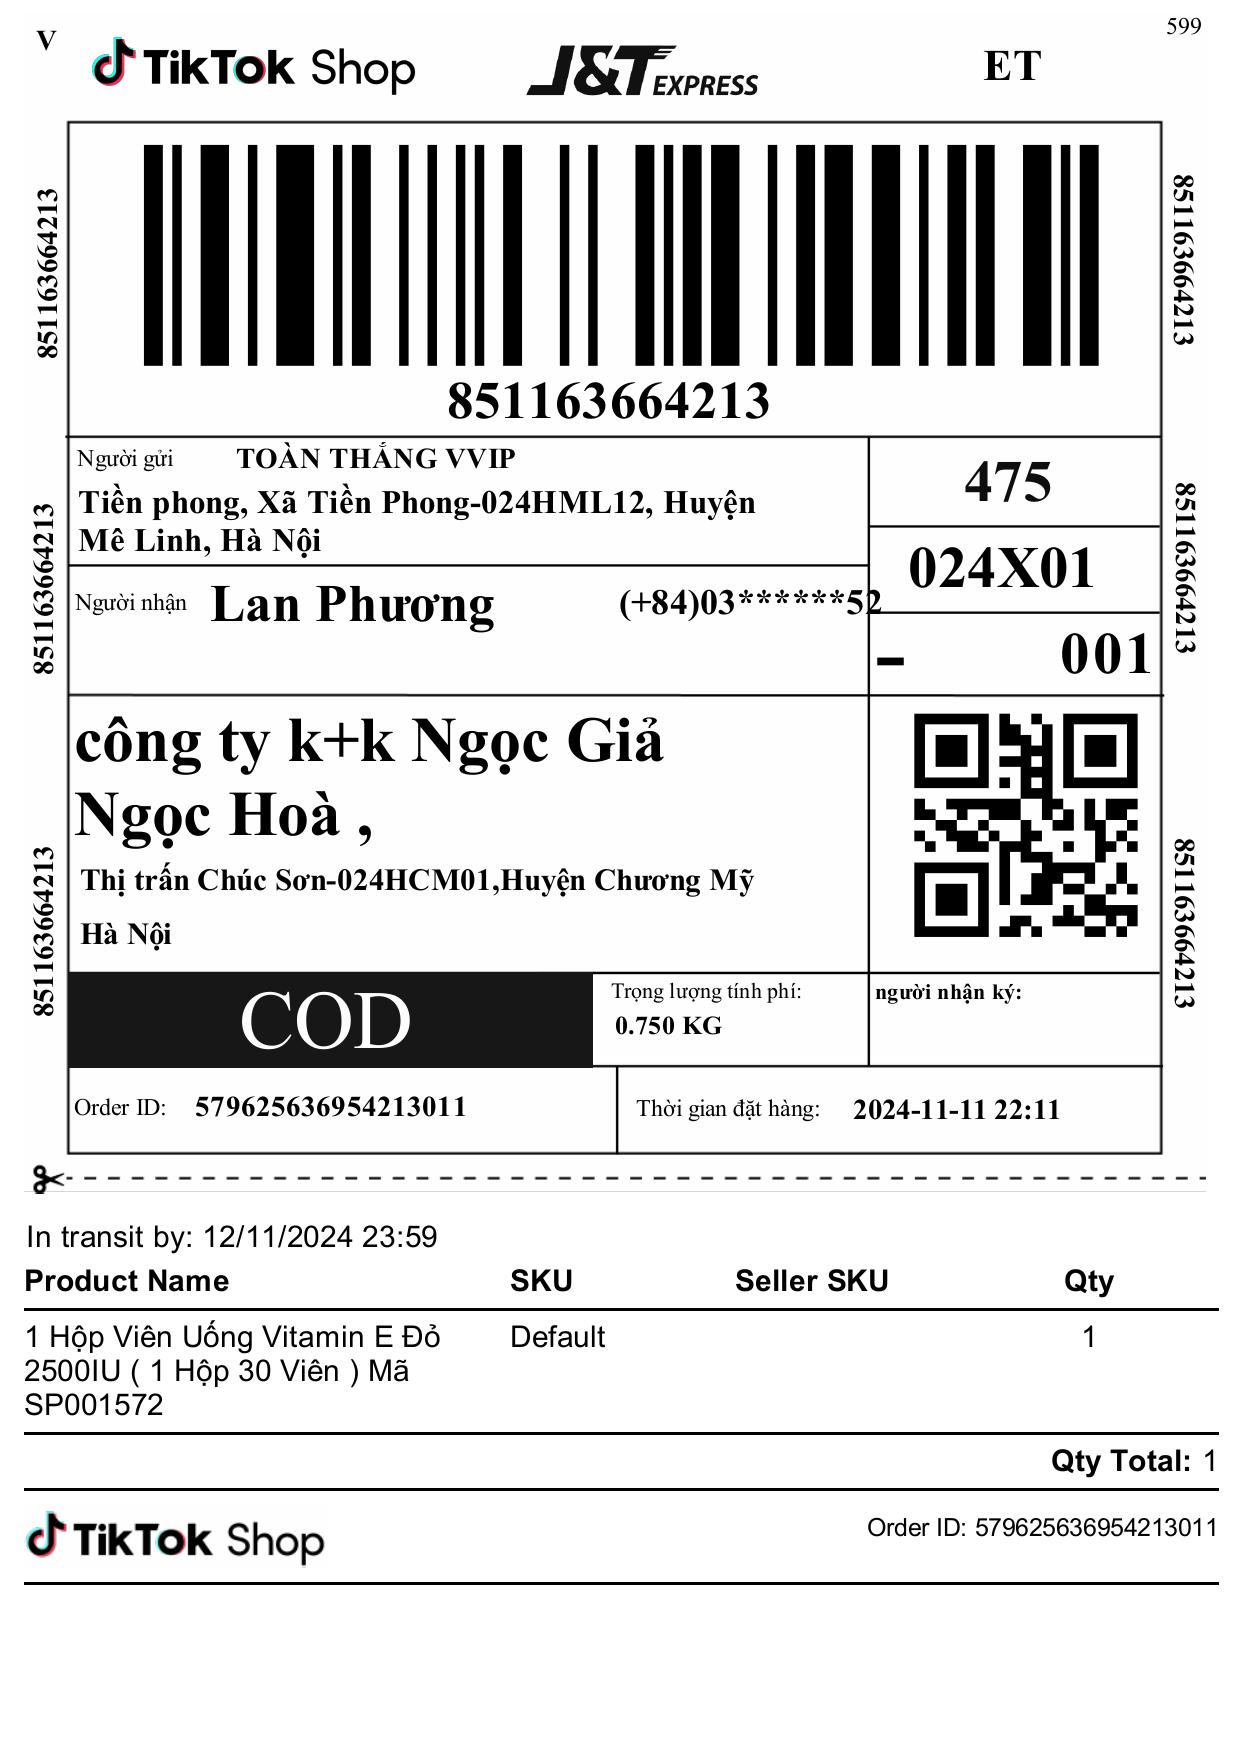 599
V
TikTok Shop
J&T EXPRESS
ET
851163664213
851163664213
851163664213
Người gửi TOÀN THẮNG VVIP
Tiền phong, Xã Tiền Phong-024HML12, Huyện
Mê Linh, Hà Nội
475
024X01
851163664213
851163664213
Người nhận Lan Phương (+84)03******52
- 001
công ty k+k Ngọc Giả
Ngọc Hoà ,
Thị trấn Chúc Sơn-024HCM01,Huyện Chương Mỹ
Hà Nội
851163664213
851163664213
COD
Trọng lượng tính phí:
0.750 KG
người nhận ký:
Order ID: 579625636954213011
Thời gian đặt hàng: 2024-11-11 22:11
In transit by: 12/11/2024 23:59
Product Name SKU Seller SKU Qty
1 Hộp Viên Uống Vitamin E Đỏ Default 1
2500IU ( 1 Hộp 30 Viên ) Mã
SP001572
Qty Total: 1
TikTok Shop
Order ID: 579625636954213011